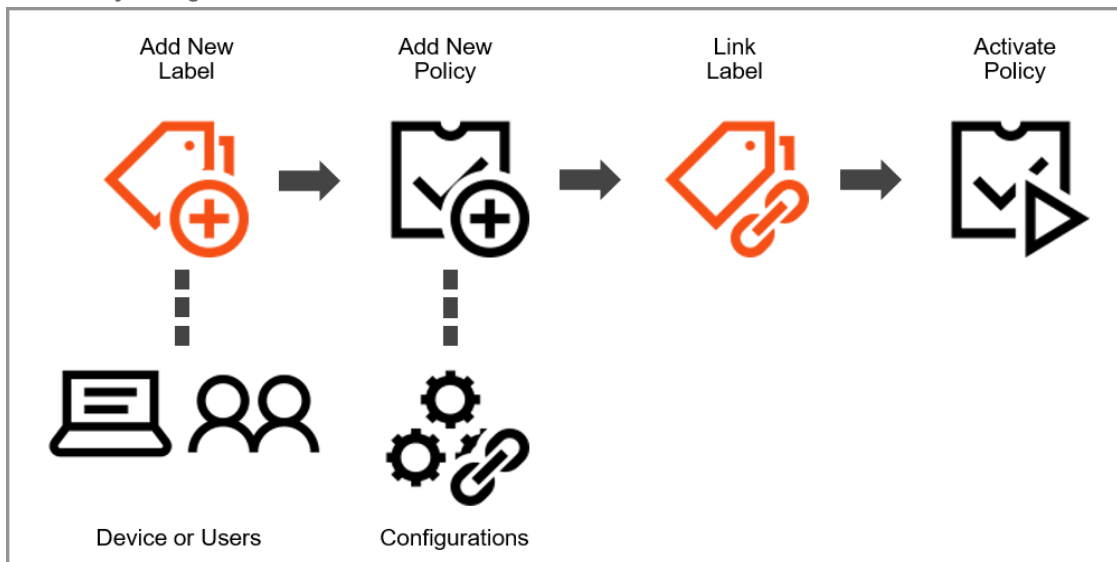 Add New
Label
Add New
Policy
Link
Label
Activate
Policy
Device or Users
Configurations